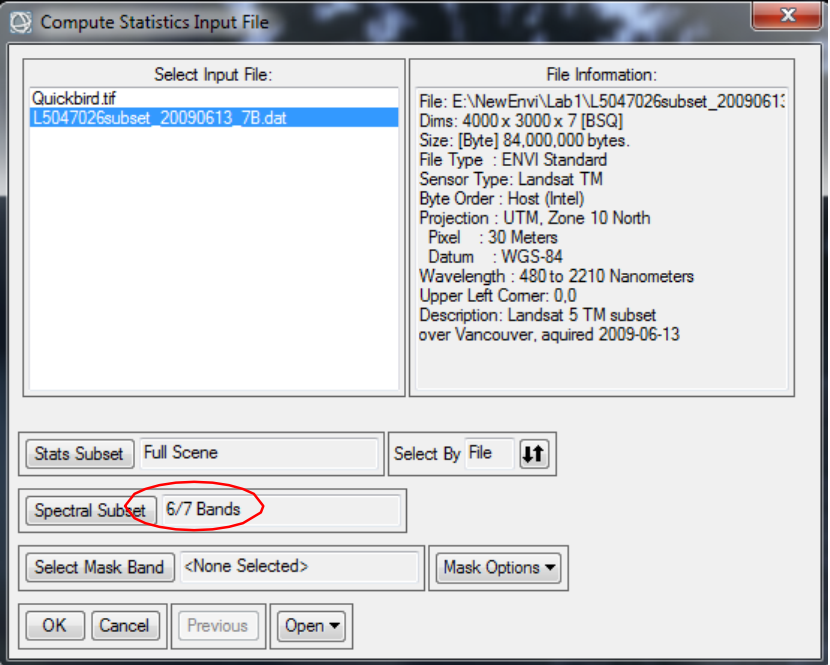 Compute Statistics Input File
Select Input File:
Quickbird.tif
L5047026subset_20090613_7B.dat
File Information:
File: E:\NewEnvi\Lab1\L5047026subset_20090613
Dims: 4000 x 3000 x 7 [BSQ]
Size: [Byte] 84,000,000 bytes.
File Type : ENVI Standard
Sensor Type: Landsat TM
Byte Order : Host (Intel)
Projection : UTM, Zone 10 North
Pixel : 30 Meters
Datum : WGS-84
Wavelength : 480 to 2210 Nanometers
Upper Left Corner: 0,0
Description: Landsat 5 TM subset
over Vancouver, aquired 2009-06-13
Stats Subset Full Scene Select By File
Spectral Subset 6/7 Bands
Select Mask Band <None Selected> Mask Options
OK Cancel Previous Open